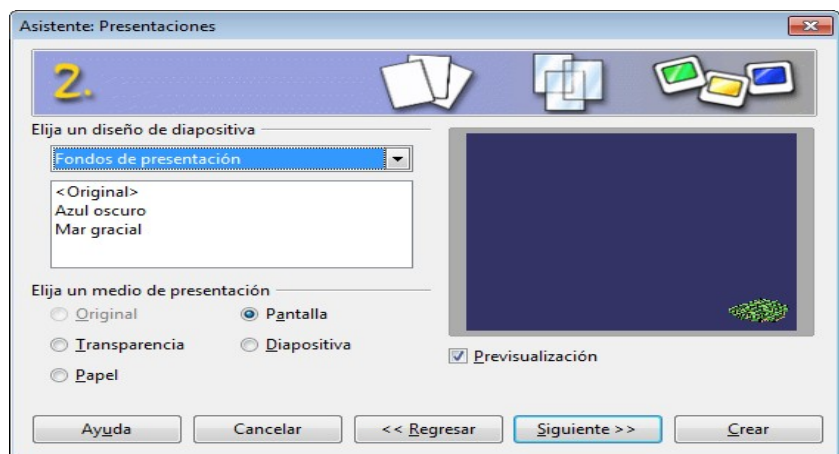 Asistente: Presentaciones
2.
Elija un diseño de diapositiva
Fondos de presentación
<Original>
Azul oscuro
Mar gracial
Elija un medio de presentación
Original
Pantalla
Transparencia
Diapositiva
Papel
Previsualización
Ayuda
Cancelar
<< Regresar
Siguiente >>
Crear